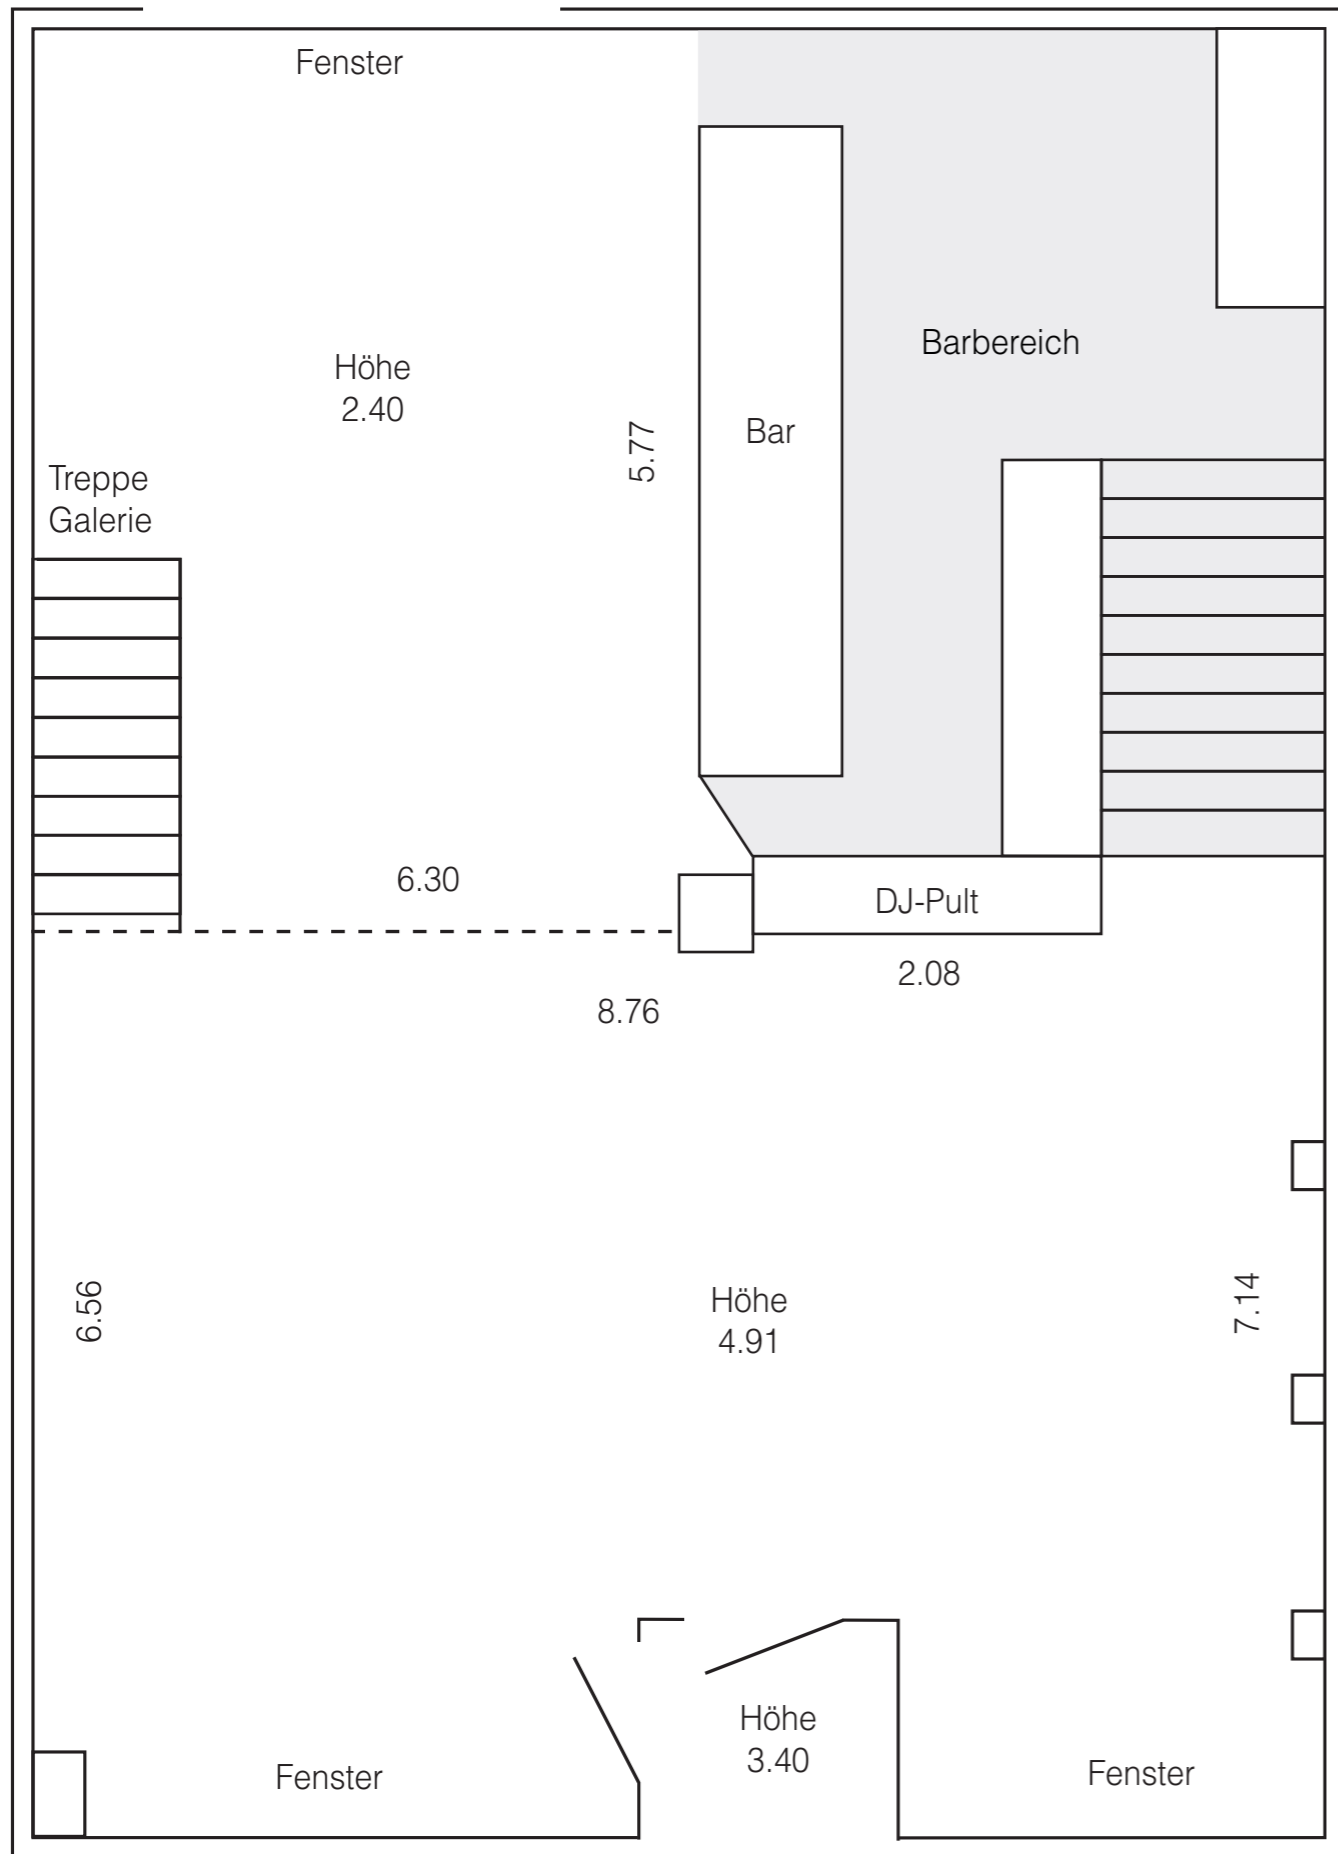 Fenster
Barbereich
Höhe
2.40
Bar
5.77
Treppe
Galerie
6.30
DJ-Pult
2.08
8.76
6.56
Höhe
4.91
7.14
Höhe
3.40
Fenster
Fenster